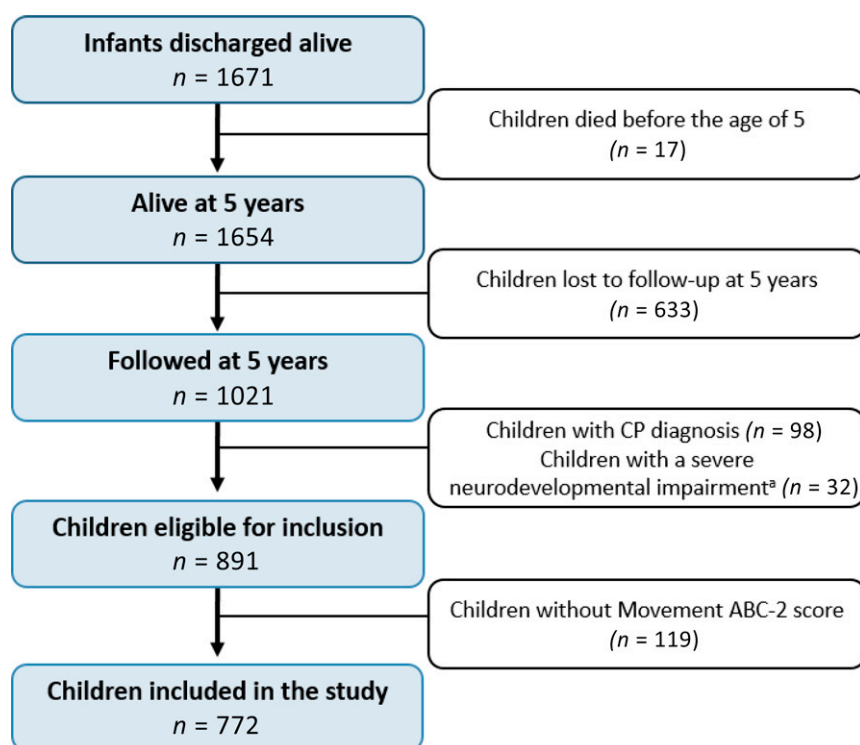 Infants discharged alive
n = 1671
Children died before the age of 5
(n = 17)
Alive at 5 years
n = 1654
Children lost to follow-up at 5 years
(n = 633)
Followed at 5 years
n = 1021
Children with CP diagnosis (n = 98)
Children with a severe
neurodevelopmental impairmentᵃ (n = 32)
Children eligible for inclusion
n = 891
Children without Movement ABC-2 score
(n = 119)
Children included in the study
n = 772